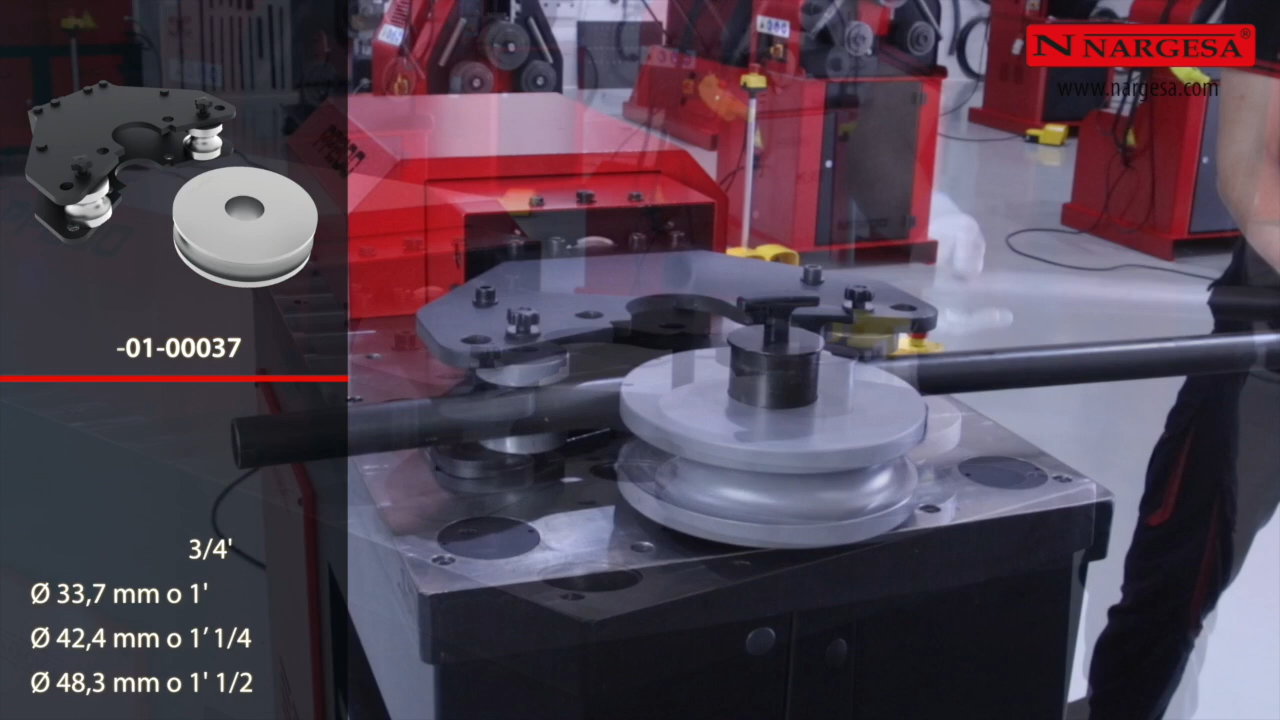 NARGESA®
www.nargesa.com
-01-00037
3/4'
Ø 33,7 mm o 1'
Ø 42,4 mm o 1’ 1/4
Ø 48,3 mm o 1' 1/2